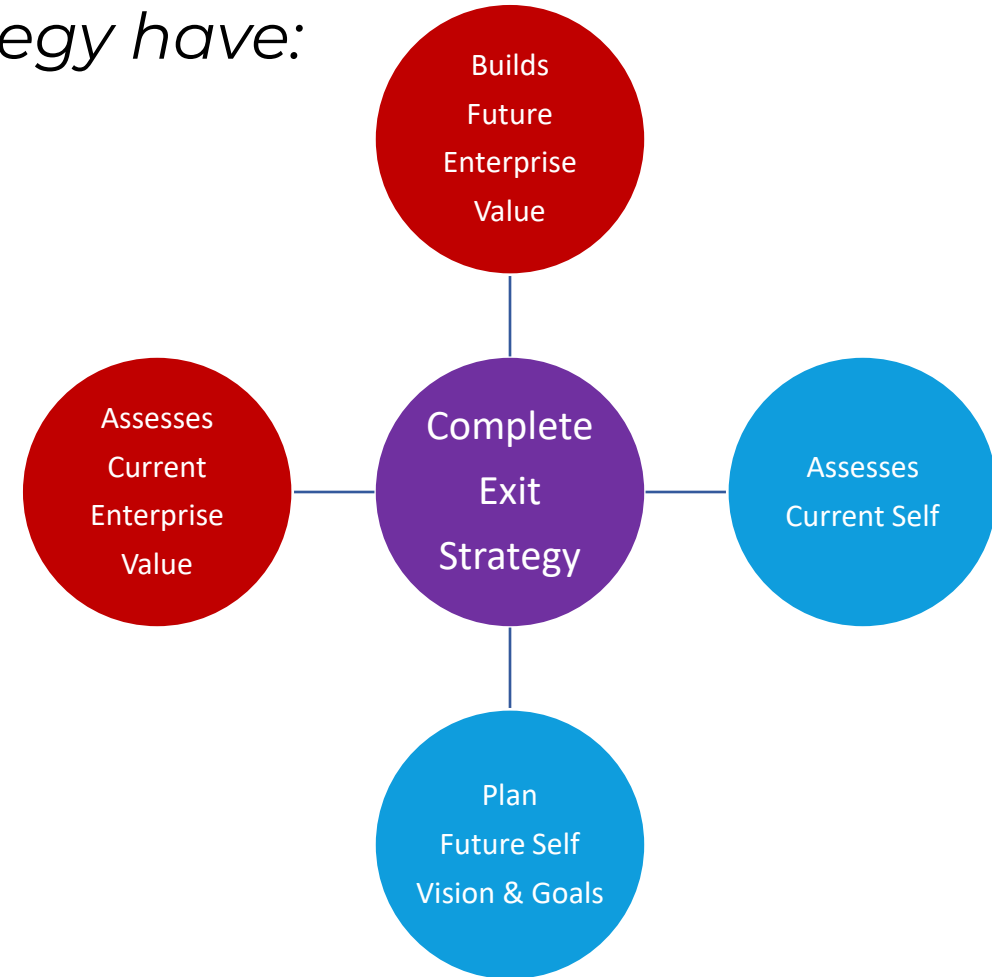 egy have:
Builds
Future
Enterprise
Value
Assesses
Current
Enterprise
Value
Complete
Exit
Strategy
Assesses
Current Self
Plan
Future Self
Vision & Goals